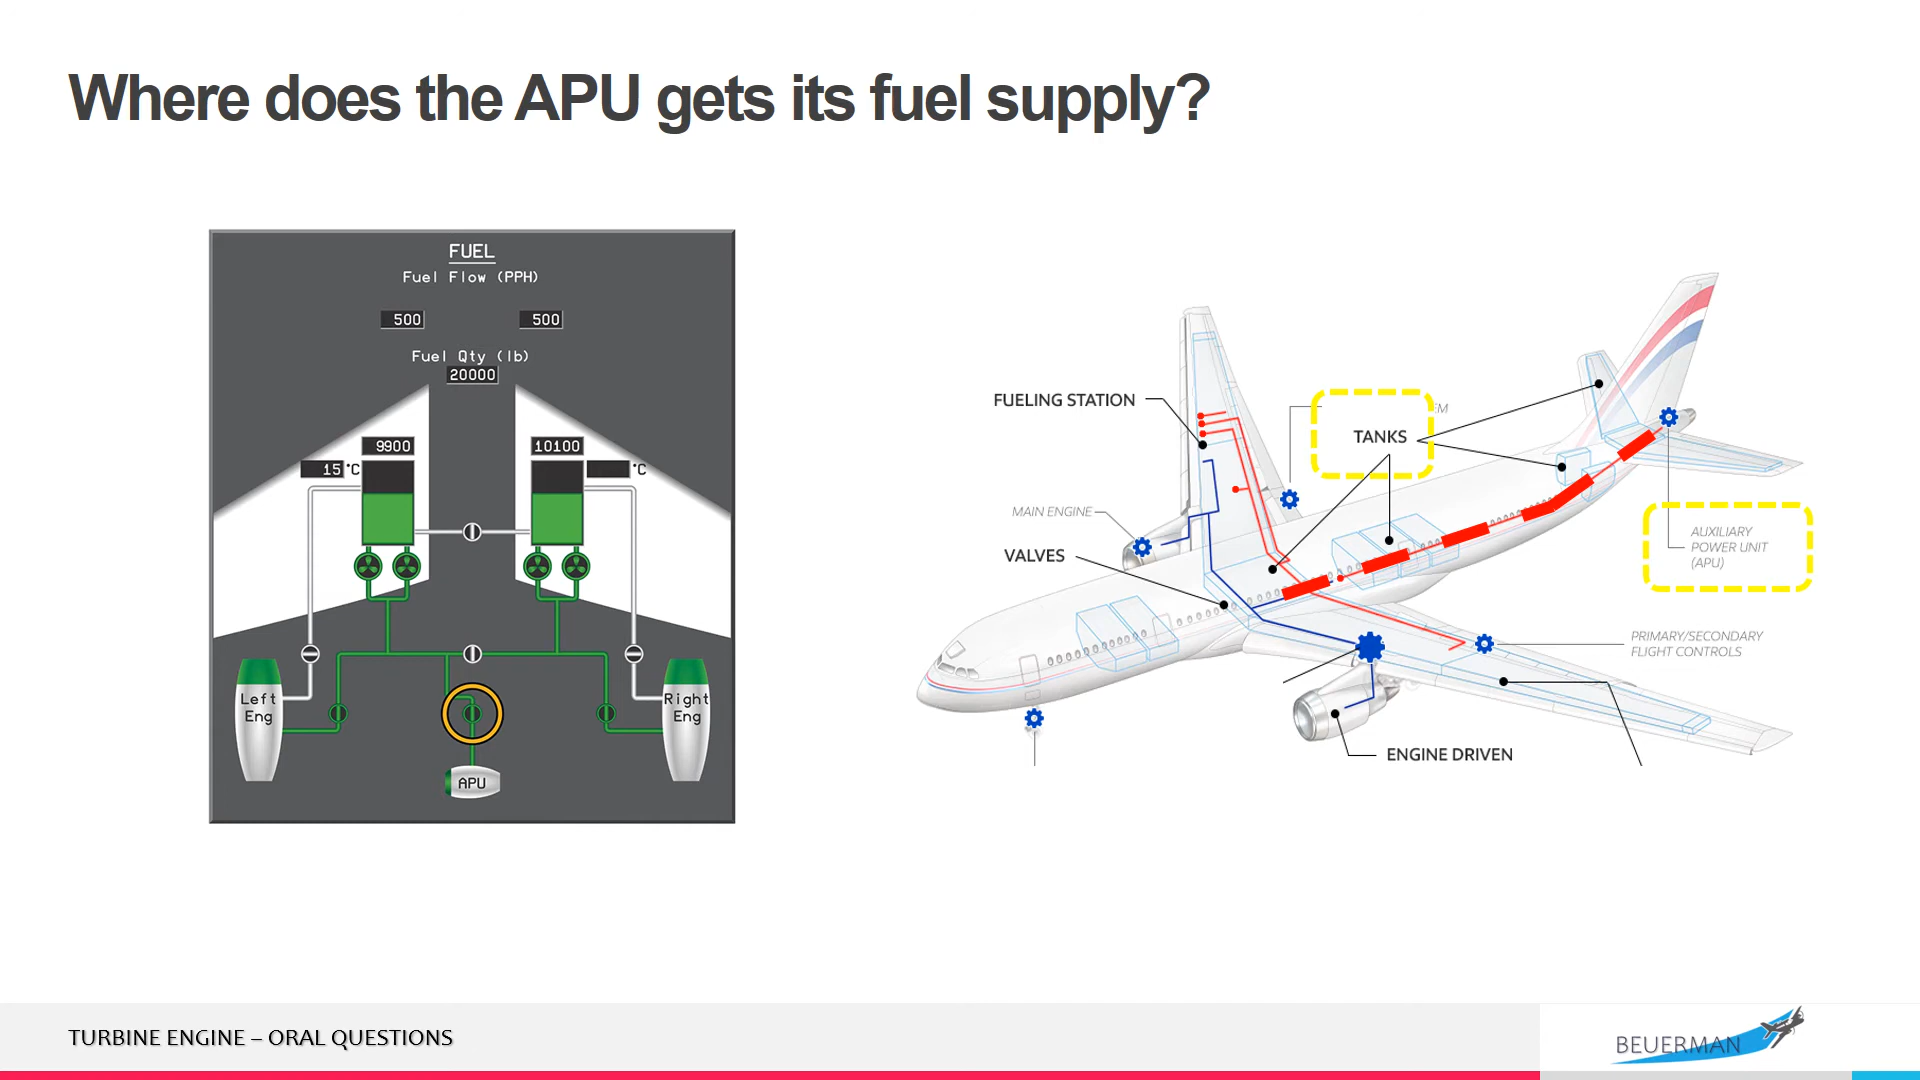 Where does the APU gets its fuel supply?
FUEL
Fuel Flow (PPH)
500
500
Fuel Qty (lb)
20000
9900
10100
15 °C
°C
Left
Eng
Right
Eng
APU
FUELING STATION
EM
TANKS
MAIN ENGINE
VALVES
AUXILIARY
POWER UNIT
(APU)
PRIMARY/SECONDARY
FLIGHT CONTROLS
ENGINE DRIVEN
TURBINE ENGINE – ORAL QUESTIONS
BEUERMAN